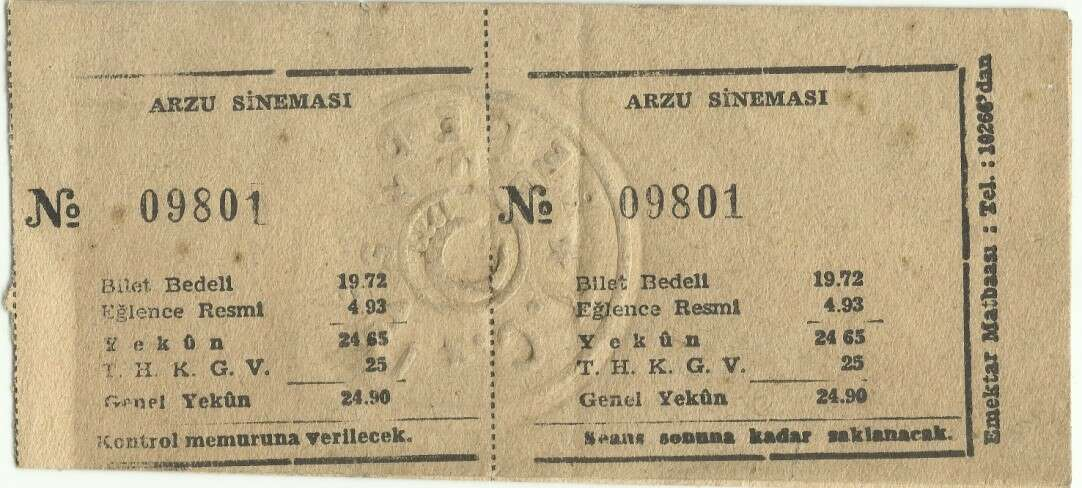 ARZU SİNEMASI
№ 09801
Bilet Bedeli 19.72
Eğlence Resmi 4.93
Yekûn 24 65
T. H. K. G. V. 25
Genel Yekûn 24.90
Kontrol memuruna verilecek.
ARZU SİNEMASI
№ 09801
Bilet Bedeli 19.72
Eğlence Resmi 4.93
Yekûn 24 65
T. H. K. G. V. 25
Genel Yekûn 24.90
Seans sonuna kadar saklanacak.
Emektar Matbaası : Tel. : 10266'dan